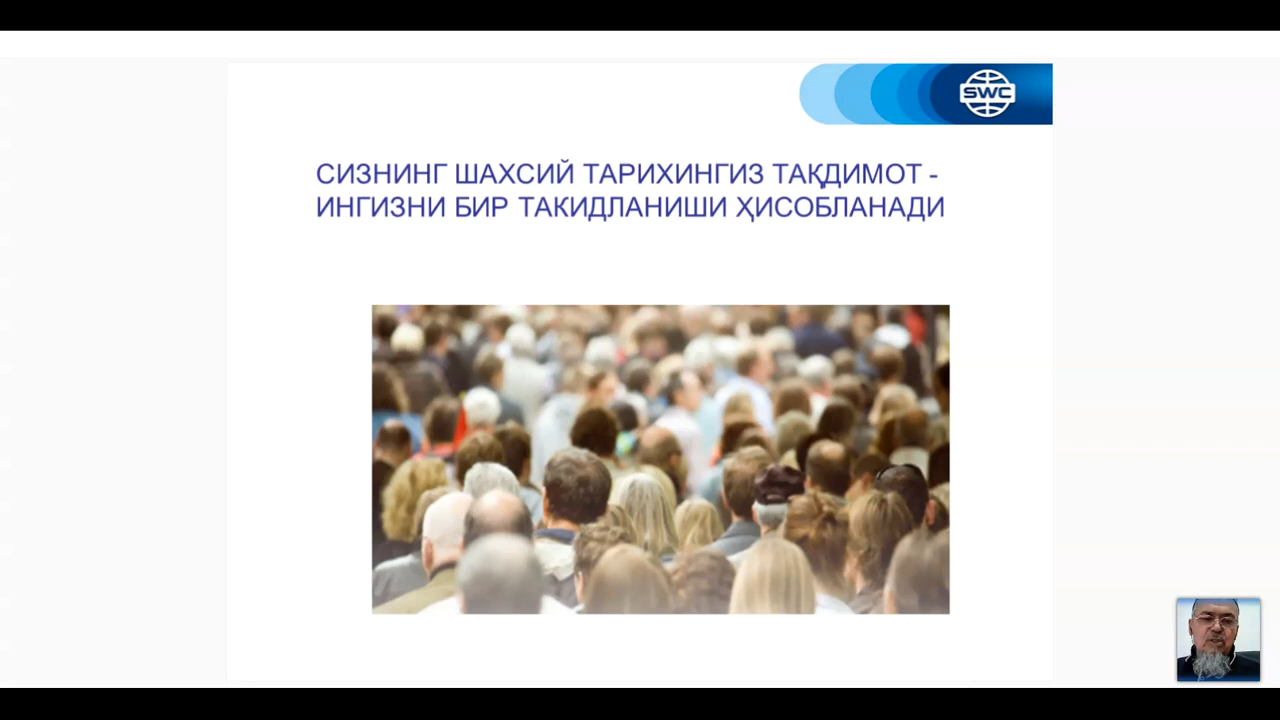 SWC
СИЗНИНГ ШАХСИЙ ТАРИХИНГИЗ ТАҚДИМОТ -
ИНГИЗНИ БИР ТАКИДЛАНИШИ ҲИСОБЛАНАДИ